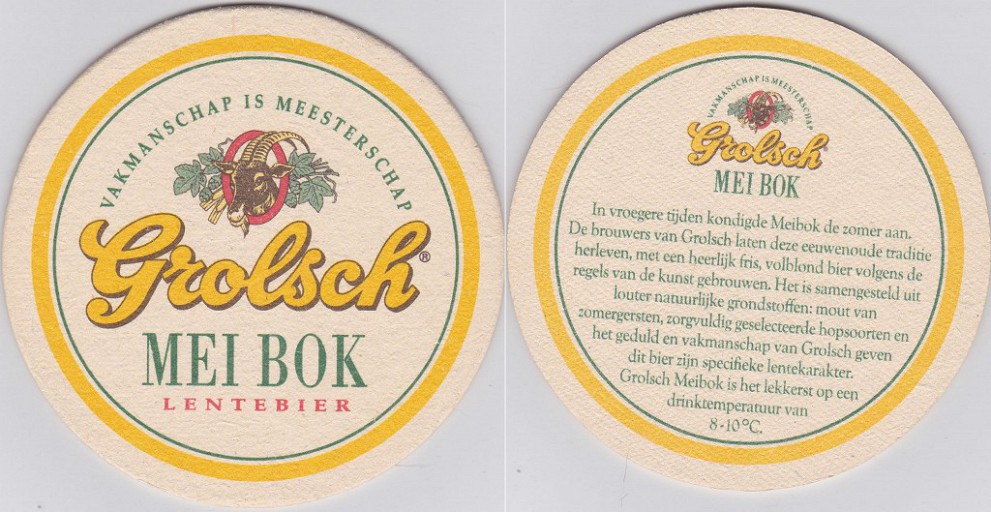 VAKMANSCHAP IS MEESTERSCHAP
Grolsch®
MEI BOK
LENTEBIER
VAKMANSCHAP IS MEESTERSCHAP
Grolsch
MEI BOK
In vroegere tijden kondigde Meibok de zomer aan.
De brouwers van Grolsch laten deze eeuwenoude traditie
herleven, met een heerlijk fris, volblond bier volgens de
regels van de kunst gebrouwen. Het is samengesteld uit
louter natuurlijke grondstoffen: mout van
zomergersten, zorgvuldig geselecteerde hopsoorten en
het geduld en vakmanschap van Grolsch geven
dit bier zijn specifieke lentekarakter.
Grolsch Meibok is het lekkerst op een
drinktemperatuur van
8-10°C.